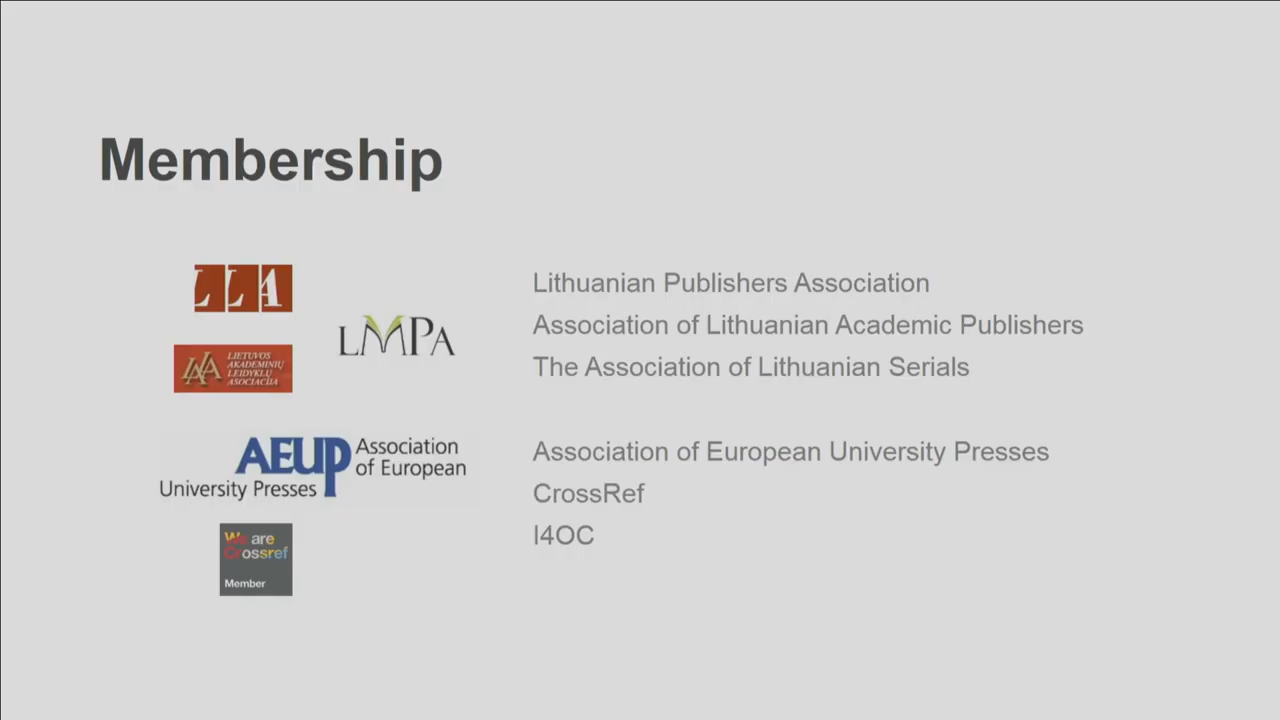 Membership
LLA
LMPA
LAA
LIETUVOS
AKADEMINIŲ
LEIDYKLŲ
ASOCIACIJA
Lithuanian Publishers Association
Association of Lithuanian Academic Publishers
The Association of Lithuanian Serials
AEUP Association
of European
University Presses
We are
Crossref
Member
Association of European University Presses
CrossRef
I4OC